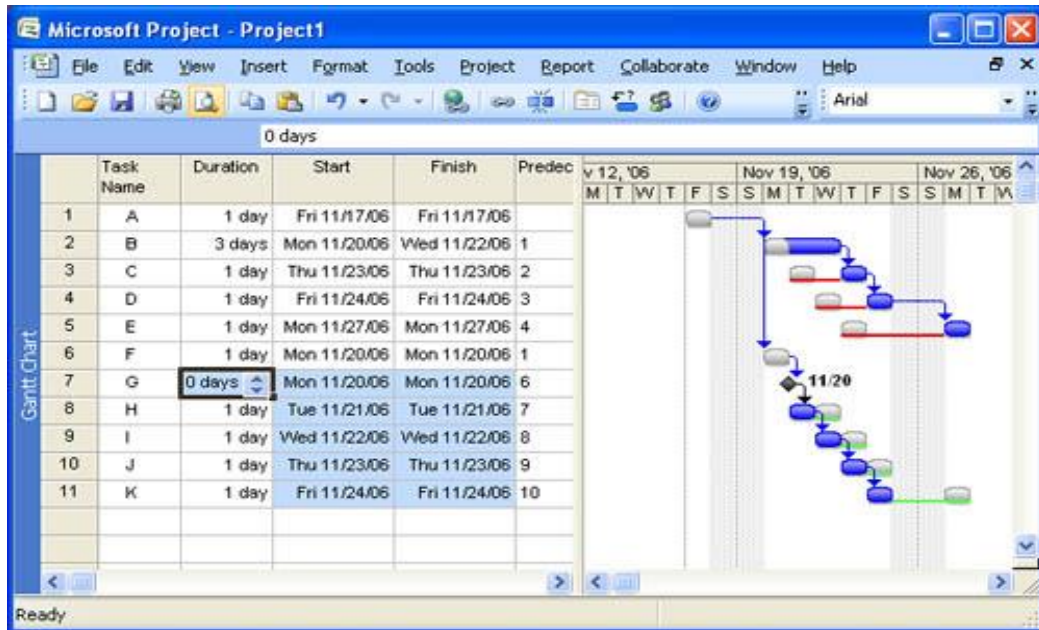 Microsoft Project - Project1
File Edit View Insert Format Tools Project Report Collaborate Window Help
Arial
0 days
Task Name Duration Start Finish Predec
v 12, '06 Nov 19, '06 Nov 26, '06
M T W T F S S M T W T F S S M T W
1 A 1 day Fri 11/17/06 Fri 11/17/06
2 B 3 days Mon 11/20/06 Wed 11/22/06 1
3 C 1 day Thu 11/23/06 Thu 11/23/06 2
4 D 1 day Fri 11/24/06 Fri 11/24/06 3
5 E 1 day Mon 11/27/06 Mon 11/27/06 4
6 F 1 day Mon 11/20/06 Mon 11/20/06 1
7 G 0 days Mon 11/20/06 Mon 11/20/06 6
11/20
8 H 1 day Tue 11/21/06 Tue 11/21/06 7
9 I 1 day Wed 11/22/06 Wed 11/22/06 8
10 J 1 day Thu 11/23/06 Thu 11/23/06 9
11 K 1 day Fri 11/24/06 Fri 11/24/06 10
Gantt Chart
Ready